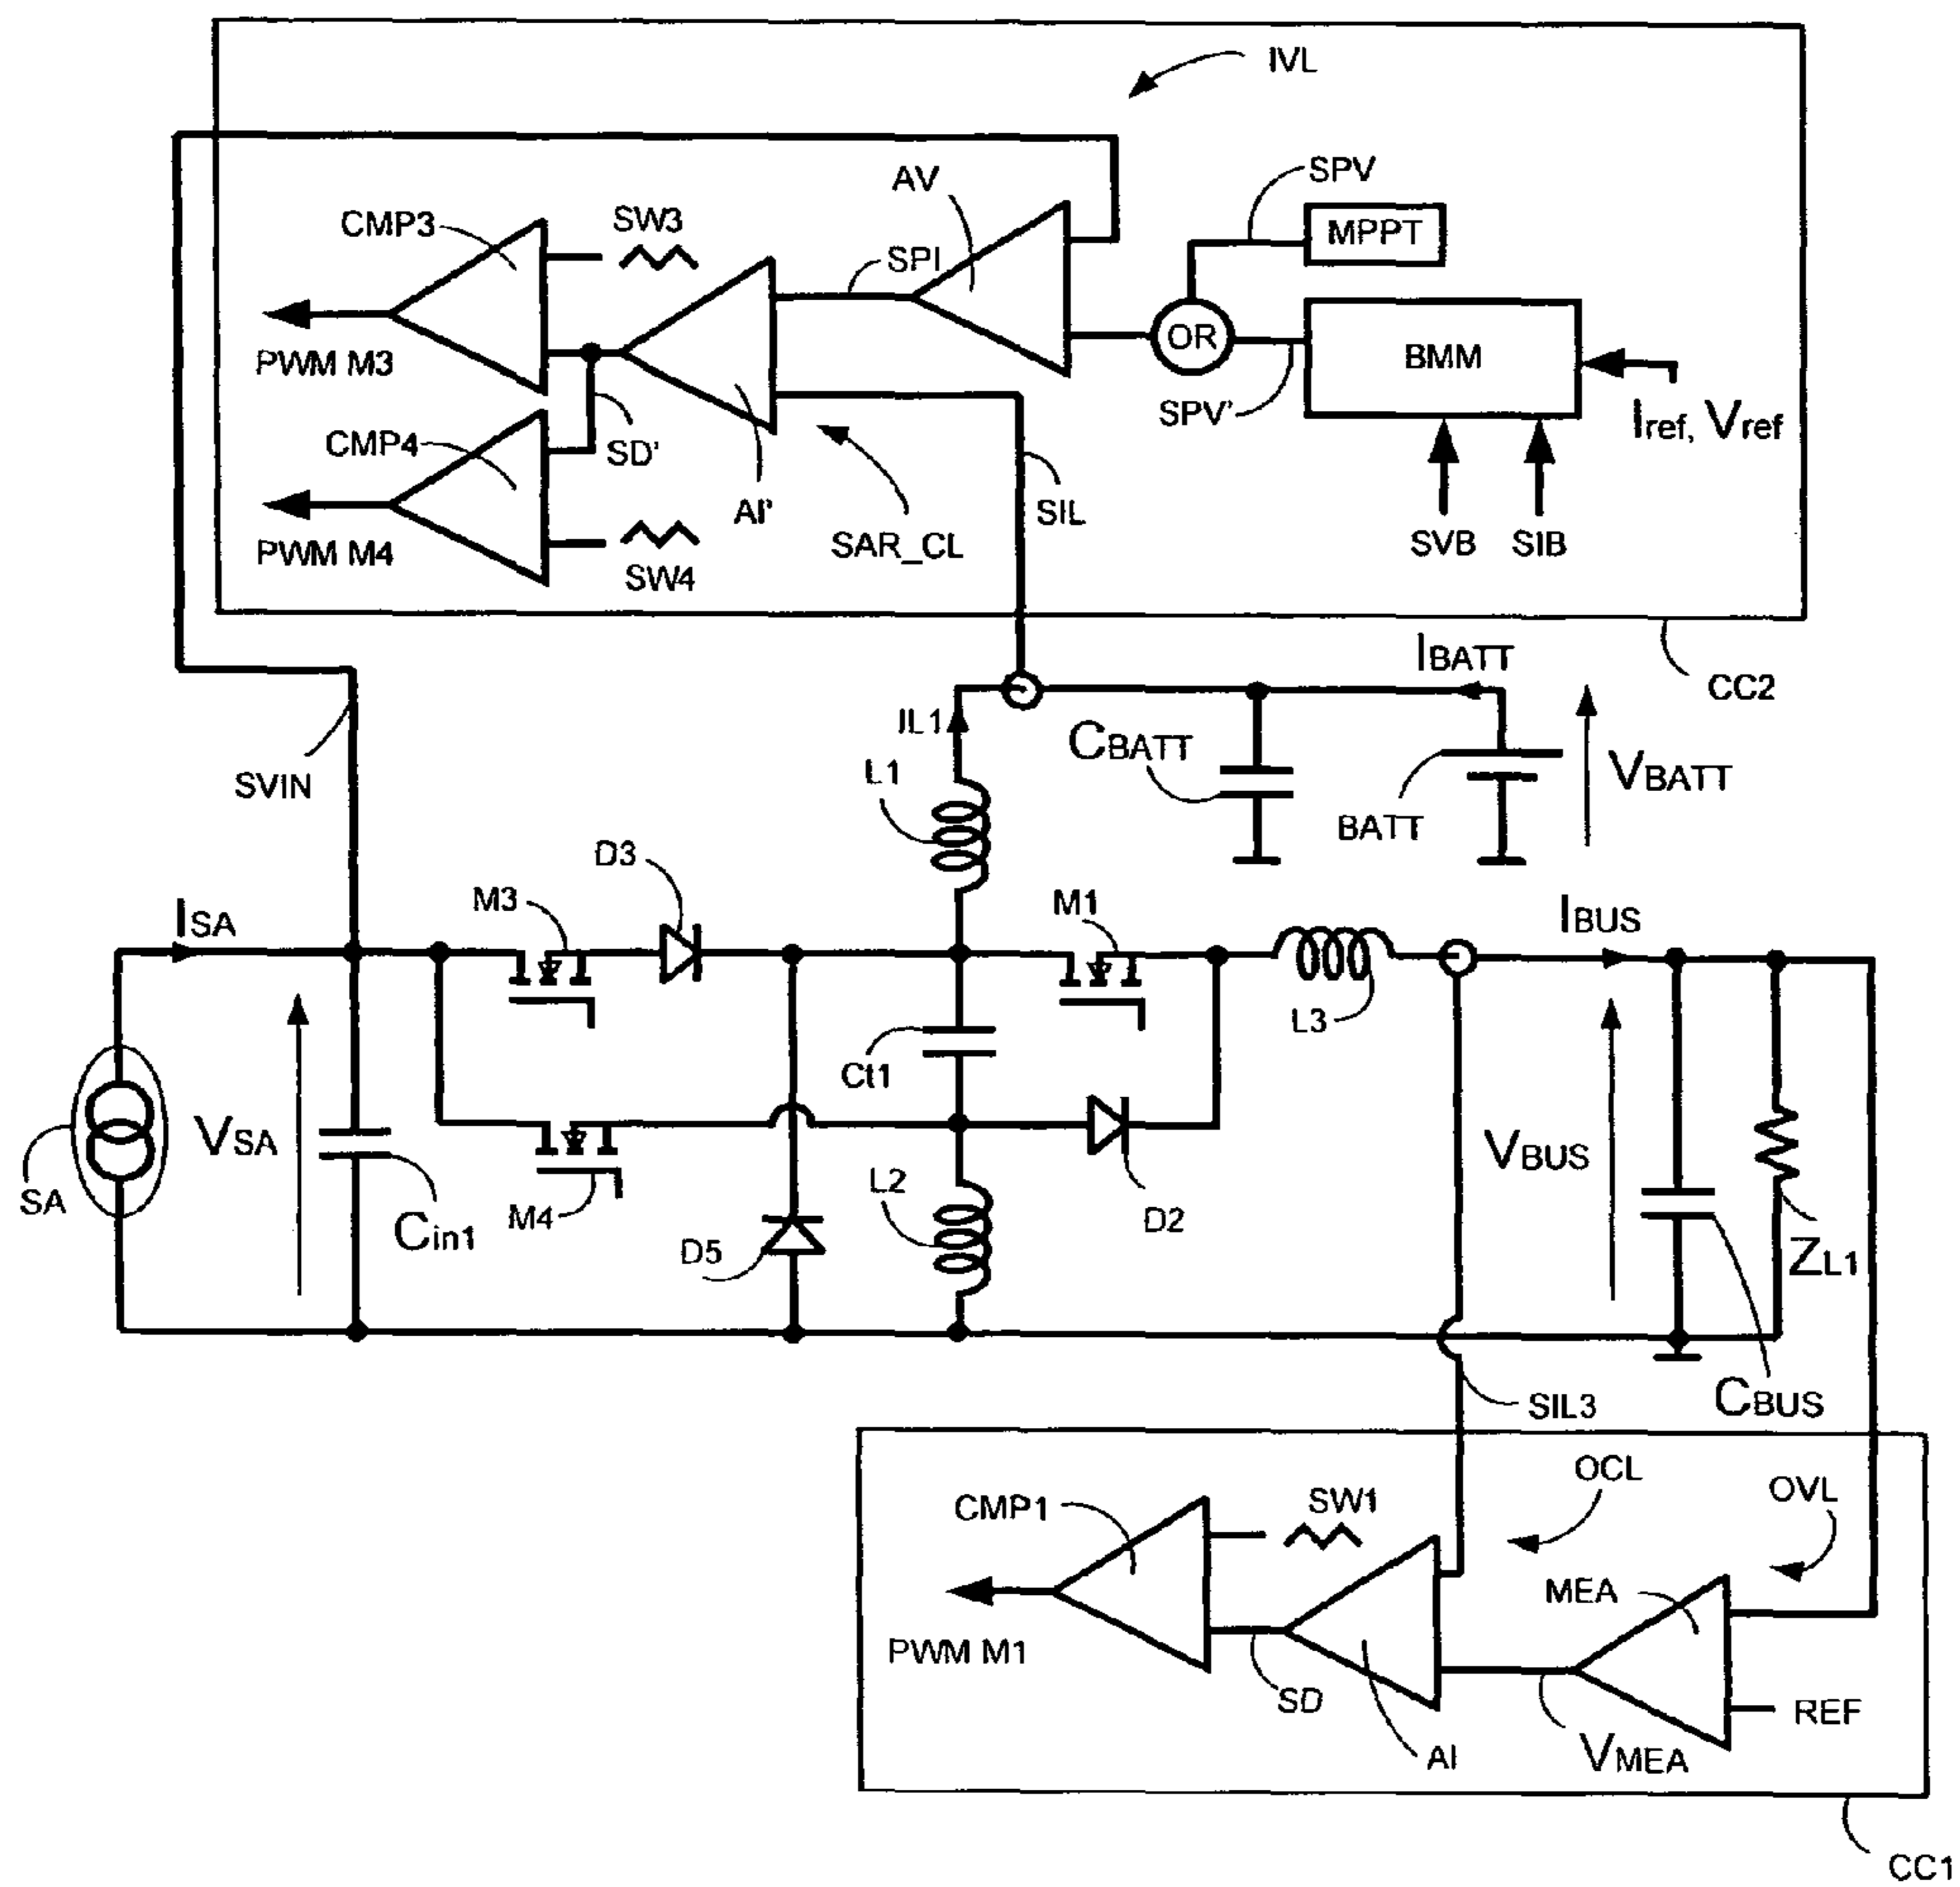 IVL
SPV
AV
MPPT
CMP3
SW3
SPI
OR
BMM
PWM M3
SPV'
Iref, Vref
CMP4
SD'
AI'
SIL
SAR_CL
SVB
SIB
PWM M4
SW4
IBATT
CC2
IL1
CBATT
SVIN
L1
VBATT
BATT
D3
M3
M1
ISA
IBUS
L3
Ct1
VSA
VBUS
SA
L2
M4
Cin1
D2
D5
ZL1
CBUS
SIL3
OCL
OVL
CMP1
SW1
MEA
PWM M1
SD
REF
AI
VMEA
CC1